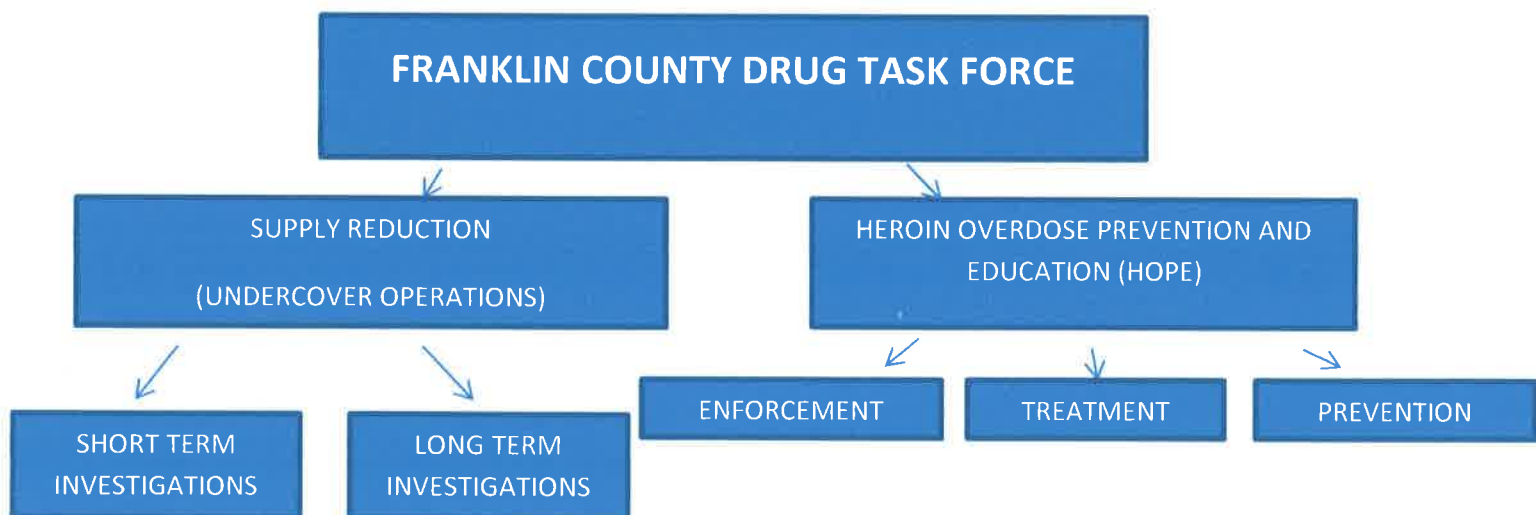 FRANKLIN COUNTY DRUG TASK FORCE
SUPPLY REDUCTION
(UNDERCOVER OPERATIONS)
HEROIN OVERDOSE PREVENTION AND
EDUCATION (HOPE)
SHORT TERM
INVESTIGATIONS
LONG TERM
INVESTIGATIONS
ENFORCEMENT
TREATMENT
PREVENTION